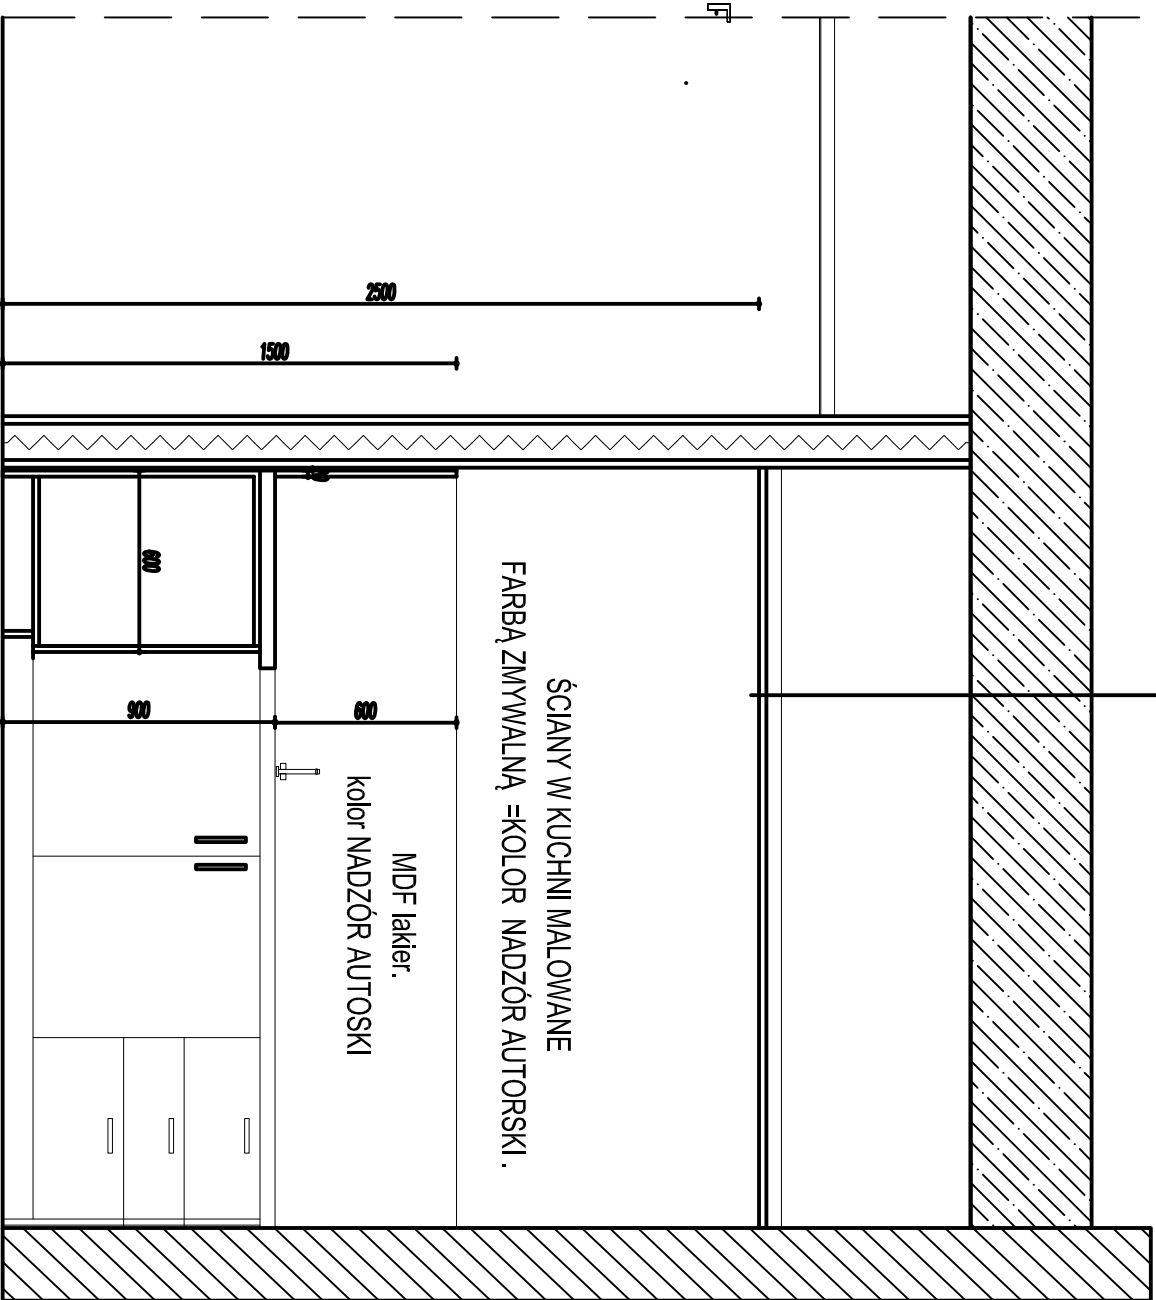 ŚCIANY W KUCHNI MALOWANE
FARBĄ ZMYWALNĄ =KOLOR NADZÓR AUTORSKI .
MDF lakier.
kolor NADZÓR AUTOSKI
2500
1500
600
900
600